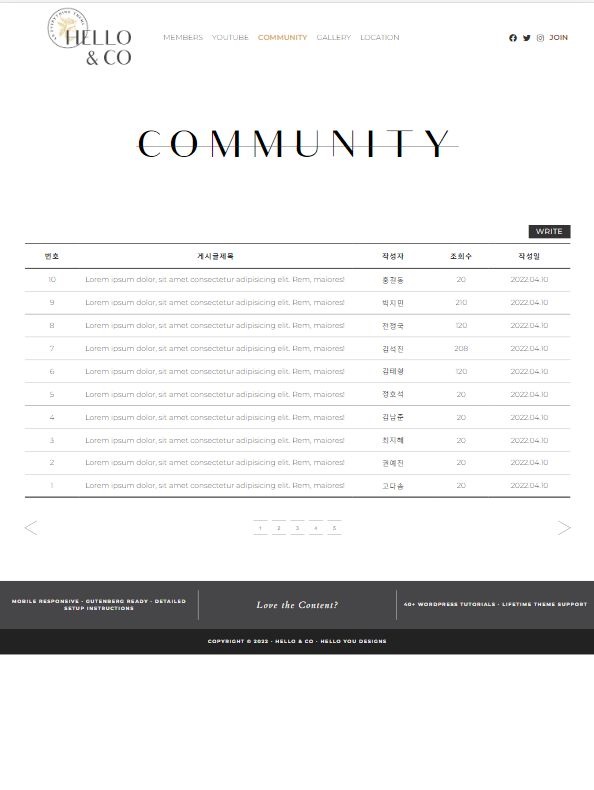 HELLO
& CO
MEMBERS YOUTUBE COMMUNITY GALLERY LOCATION
JOIN
COMMUNITY
WRITE
번호 게시글제목 작성자 조회수 작성일
10 Lorem ipsum dolor, sit amet consectetur adipisicing elit. Rem, maiores! 홍길동 20 2022.04.10
9 Lorem ipsum dolor, sit amet consectetur adipisicing elit. Rem, maiores! 박지민 210 2022.04.10
8 Lorem ipsum dolor, sit amet consectetur adipisicing elit. Rem, maiores! 전정국 120 2022.04.10
7 Lorem ipsum dolor, sit amet consectetur adipisicing elit. Rem, maiores! 김석진 208 2022.04.10
6 Lorem ipsum dolor, sit amet consectetur adipisicing elit. Rem, maiores! 김태형 120 2022.04.10
5 Lorem ipsum dolor, sit amet consectetur adipisicing elit. Rem, maiores! 정호석 20 2022.04.10
4 Lorem ipsum dolor, sit amet consectetur adipisicing elit. Rem, maiores! 김남준 20 2022.04.10
3 Lorem ipsum dolor, sit amet consectetur adipisicing elit. Rem, maiores! 최지혜 20 2022.04.10
2 Lorem ipsum dolor, sit amet consectetur adipisicing elit. Rem, maiores! 권예진 20 2022.04.10
1 Lorem ipsum dolor, sit amet consectetur adipisicing elit. Rem, maiores! 고다솜 20 2022.04.10
1 2 3 4 5
MOBILE RESPONSIVE · GUTENBERG READY · DETAILED
SETUP INSTRUCTIONS
Love the Content?
40+ WORDPRESS TUTORIALS · LIFETIME THEME SUPPORT
COPYRIGHT © 2022 · HELLO & CO · HELLO YOU DESIGNS